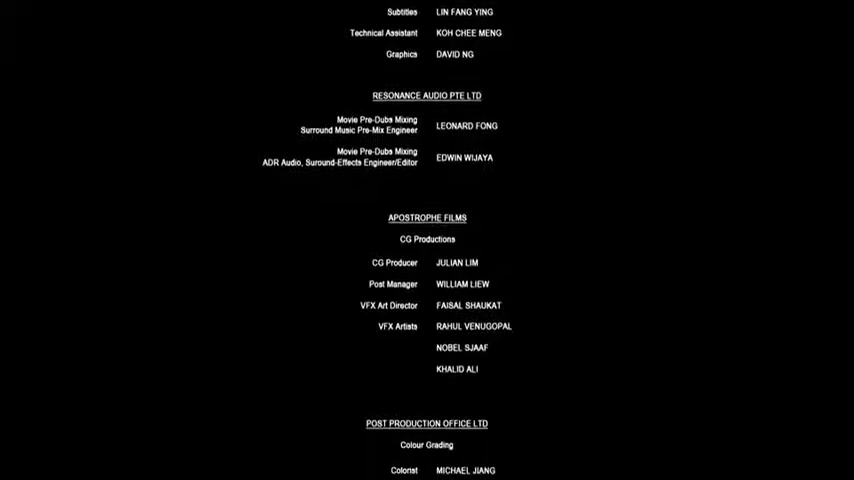 Subtitles LIN FANG YING
Technical Assistant KOH CHEE MENG
Graphics DAVID NG
RESONANCE AUDIO PTE LTD
Movie Pre-Dubs Mixing
Surround Music Pre-Mix Engineer LEONARD FONG
Movie Pre-Dubs Mixing
ADR Audio, Suround-Effects Engineer/Editor EDWIN WIJAYA
APOSTROPHE FILMS
CG Productions
CG Producer JULIAN LIM
Post Manager WILLIAM LIEW
VFX Art Director FAISAL SHAUKAT
VFX Artists RAHUL VENUGOPAL
NOBEL SJAAF
KHALID ALI
POST PRODUCTION OFFICE LTD
Colour Grading
Colorist MICHAEL JIANG